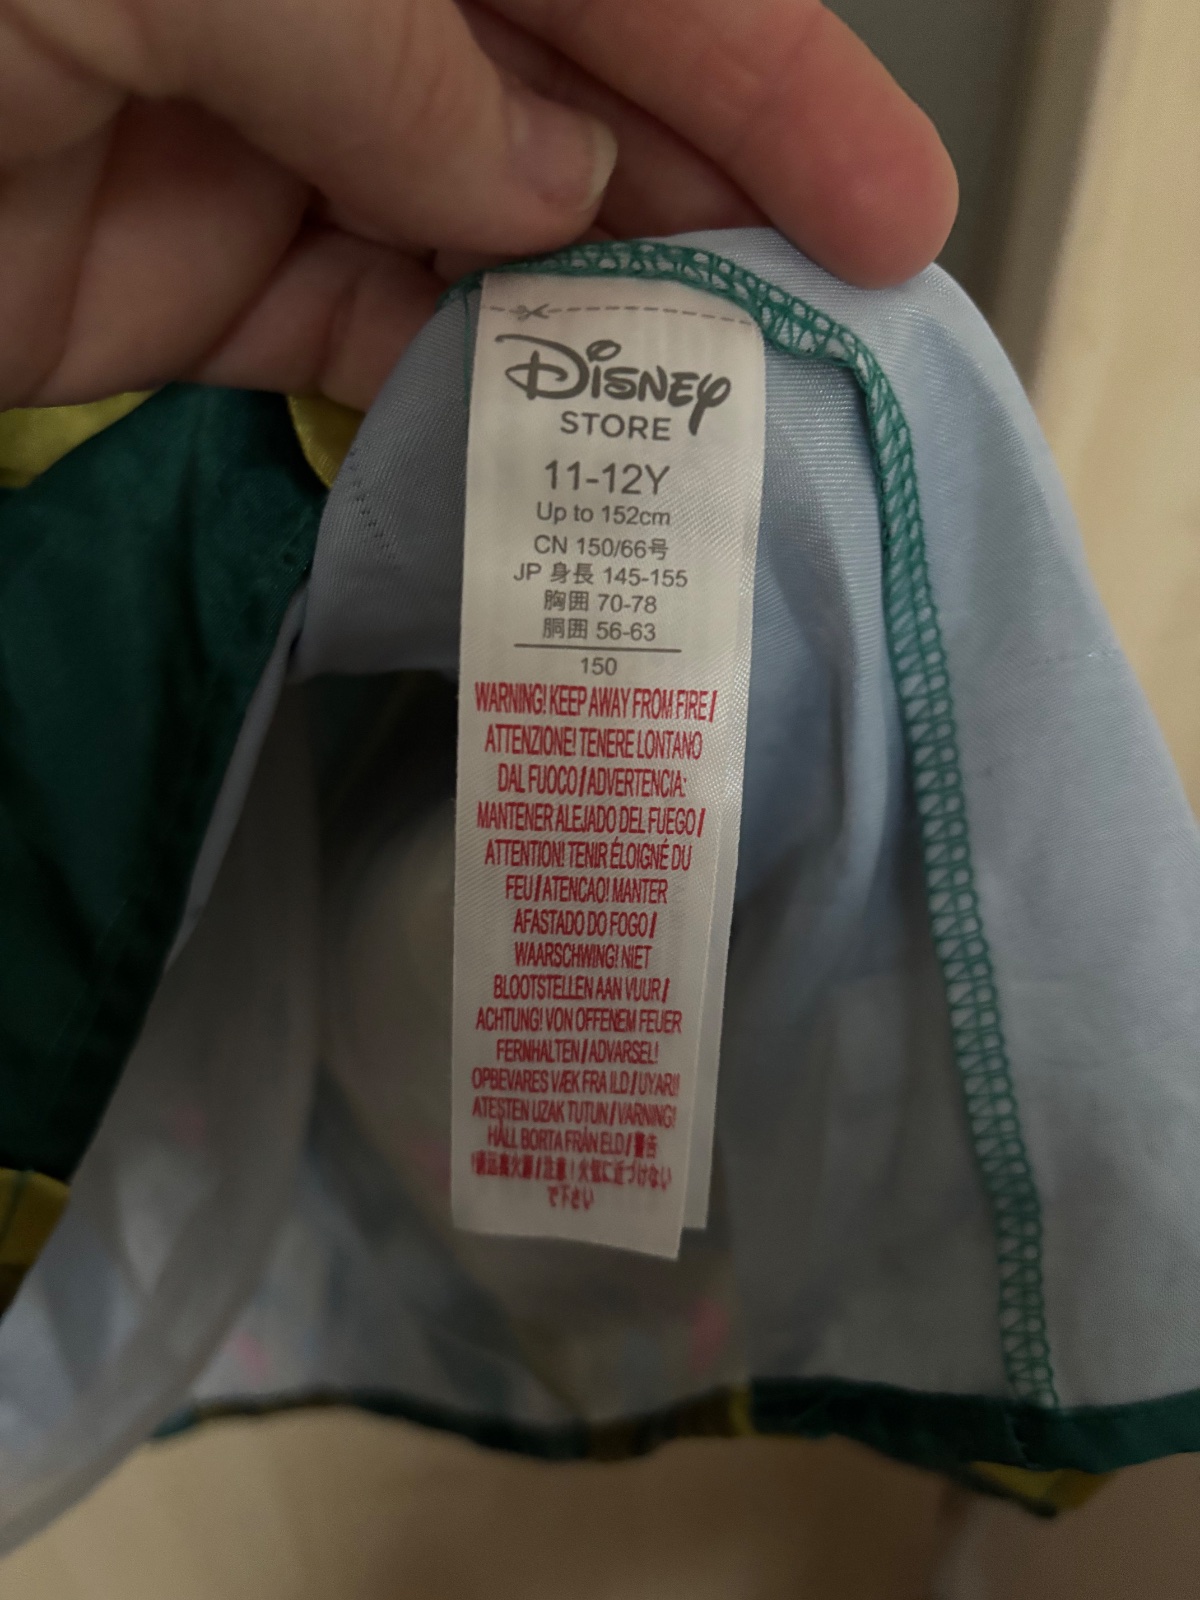 Disney
STORE
11-12Y
Up to 152cm
CN 150/66号
JP 身長 145-155
胸囲 70-78
胴囲 56-63
150
WARNING! KEEP AWAY FROM FIRE/
ATTENZIONE! TENERE LONTANO
DAL FUOCO/ADVERTENCIA:
MANTENER ALEJADO DEL FUEGO/
ATTENTION! TENIR ÉLOIGNÉ DU
FEU/ATENCAO! MANTER
AFASTADO DO FOGO/
WAARSCHWING! NIET
BLOOTSTELLEN AAN VUUR/
ACHTUNG! VON OFFENEM FEUER
FERNHALTEN/ADVARSEL!
OPBEVARES VÆK FRA ILD/UYARI!
ATEŞTEN UZAK TUTUN/VARNING!
HÅLL BORTA FRÅN ELD/警告
火源/注意!火気に近づけない
で下さい